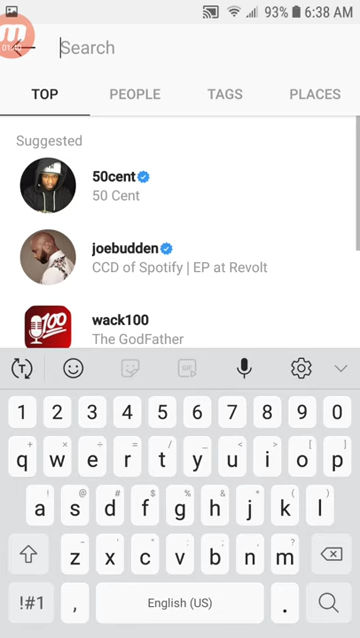 93% 6:38 AM
Search
TOP PEOPLE TAGS PLACES
Suggested
50cent
50 Cent
joebudden
CCD of Spotify | EP at Revolt
100
wack100
The GodFather
T
GIF
1 2 3 4 5 6 7 8 9 0
+ × ÷ = / _ < > [ ]
q w e r t y u i o p
! @ # $ % ^ & * ( )
a s d f g h j k l
- ' " : ; , ?
z x c v b n m
!#1 , English (US) .